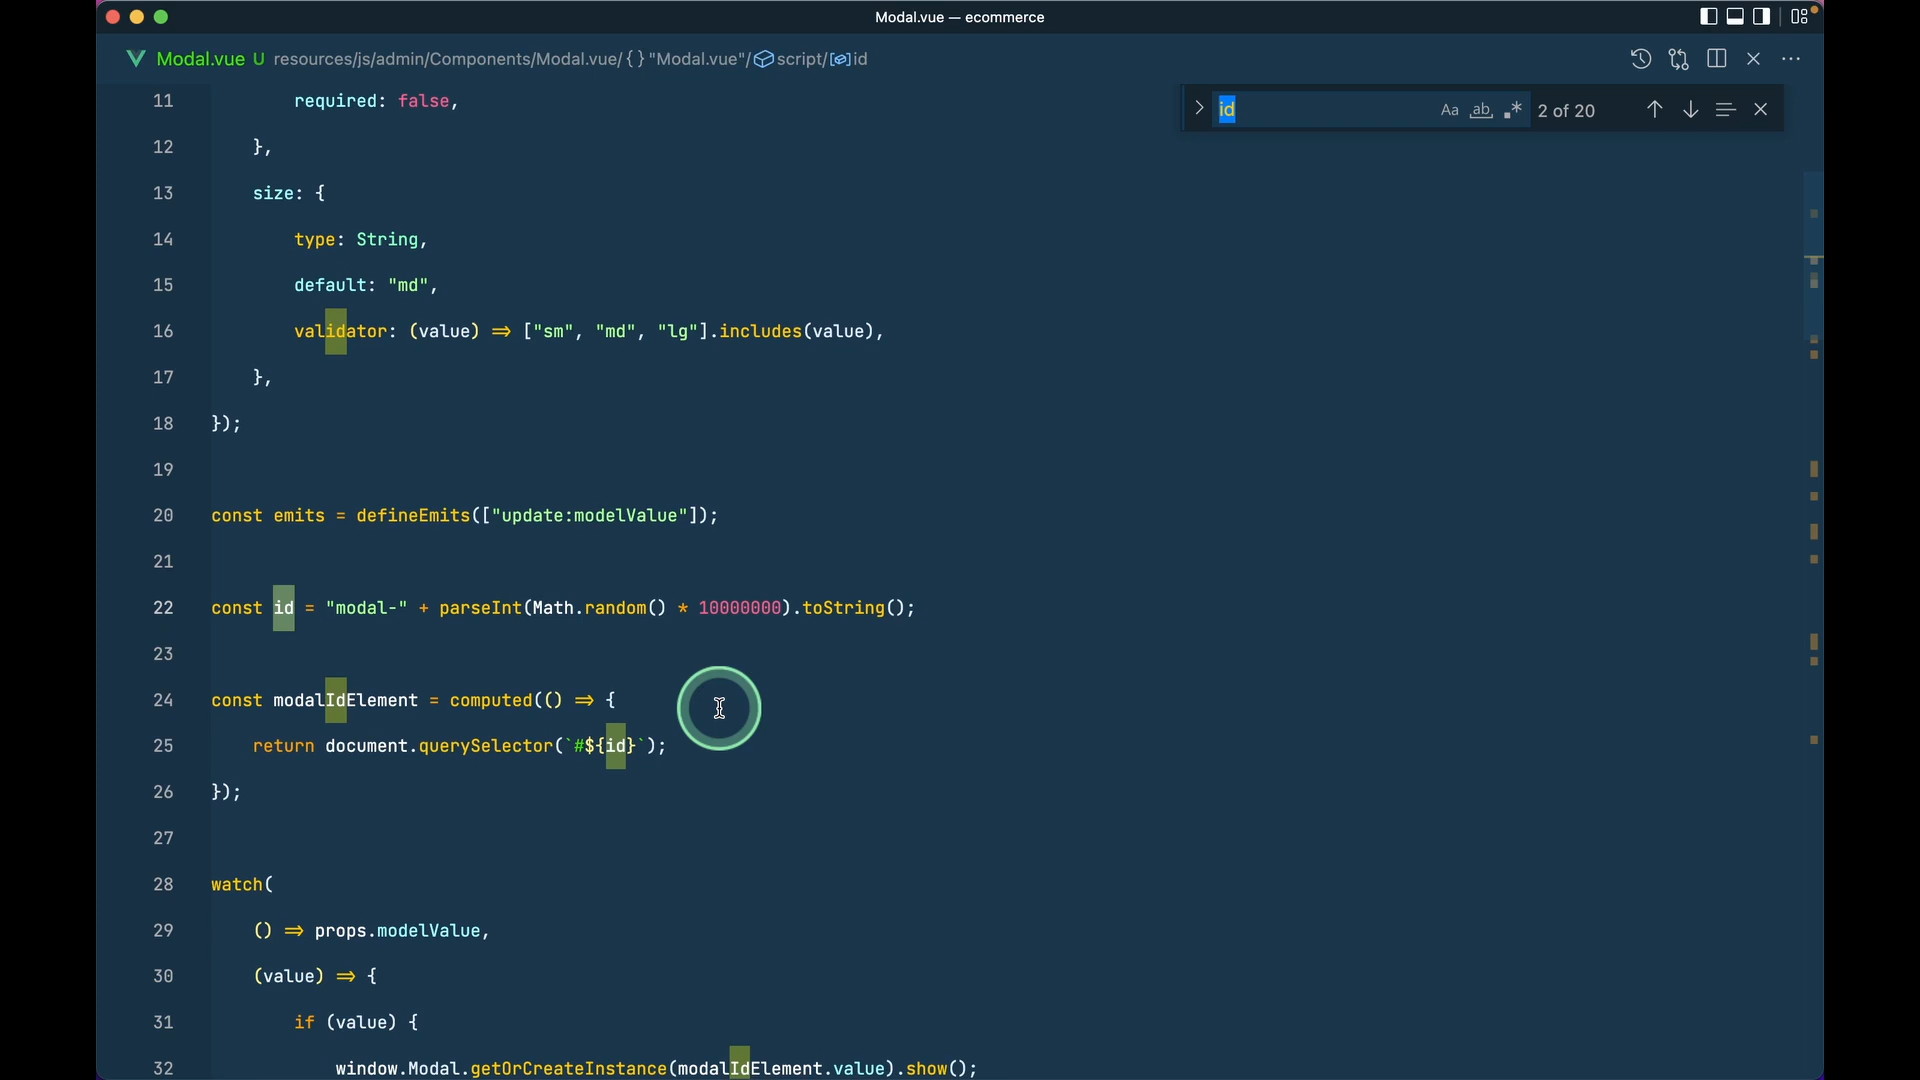 Modal.vue — ecommerce
Modal.vue U resources/js/admin/Components/Modal.vue/{} "Modal.vue"/script/id
id Aa ab 2 of 20
11 required: false,
12 },
13 size: {
14 type: String,
15 default: "md",
16 validator: (value) => ["sm", "md", "lg"].includes(value),
17 },
18 });
19
20 const emits = defineEmits(["update:modelValue"]);
21
22 const id = "modal-" + parseInt(Math.random() * 10000000).toString();
23
24 const modalIdElement = computed(() => {
25 return document.querySelector(`#${id}`);
26 });
27
28 watch(
29 () => props.modelValue,
30 (value) => {
31 if (value) {
32 window.Modal.getOrCreateInstance(modalIdElement.value).show();